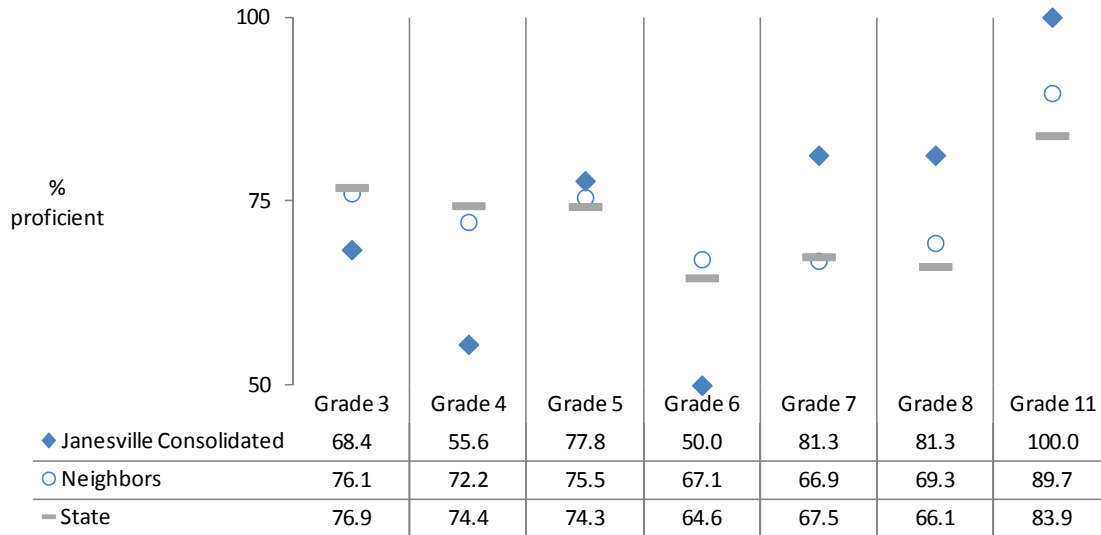 100
75
50
%
proficient
Grade 3 Grade 4 Grade 5 Grade 6 Grade 7 Grade 8 Grade 11
Janesville Consolidated 68.4 55.6 77.8 50.0 81.3 81.3 100.0
Neighbors 76.1 72.2 75.5 67.1 66.9 69.3 89.7
State 76.9 74.4 74.3 64.6 67.5 66.1 83.9